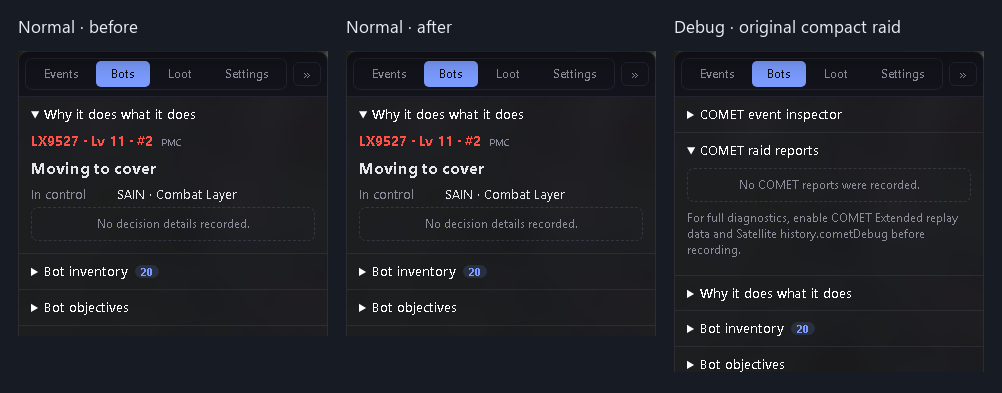 Normal · before
Events Bots Loot Settings »
▼ Why it does what it does
LX9527 - Lv 11 - #2 PMC
Moving to cover
In control SAIN · Combat Layer
No decision details recorded.
▶ Bot inventory 20
▶ Bot objectives
Normal · after
Events Bots Loot Settings »
▼ Why it does what it does
LX9527 - Lv 11 - #2 PMC
Moving to cover
In control SAIN · Combat Layer
No decision details recorded.
▶ Bot inventory 20
▶ Bot objectives
Debug · original compact raid
Events Bots Loot Settings »
▶ COMET event inspector
▼ COMET raid reports
No COMET reports were recorded.
For full diagnostics, enable COMET Extended replay
data and Satellite history.cometDebug before
recording.
▶ Why it does what it does
▶ Bot inventory 20
▶ Bot objectives